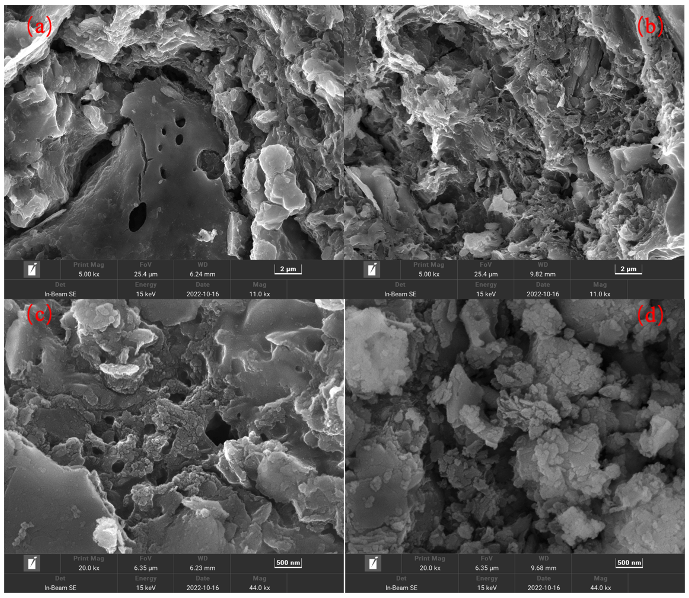 (a)
(b)
Print Mag FoV WD 2 μm
5.00 kx 25.4 μm 6.24 mm
Det Energy Date Mag
In-Beam SE 15 keV 2022-10-16 11.0 kx
Print Mag FoV WD 2 μm
5.00 kx 25.4 μm 9.82 mm
Det Energy Date Mag
In-Beam SE 15 keV 2022-10-16 11.0 kx
(c)
(d)
Print Mag FoV WD 500 nm
20.0 kx 6.35 μm 6.23 mm
Det Energy Date Mag
In-Beam SE 15 keV 2022-10-16 44.0 kx
Print Mag FoV WD 500 nm
20.0 kx 6.35 μm 9.68 mm
Det Energy Date Mag
In-Beam SE 15 keV 2022-10-16 44.0 kx